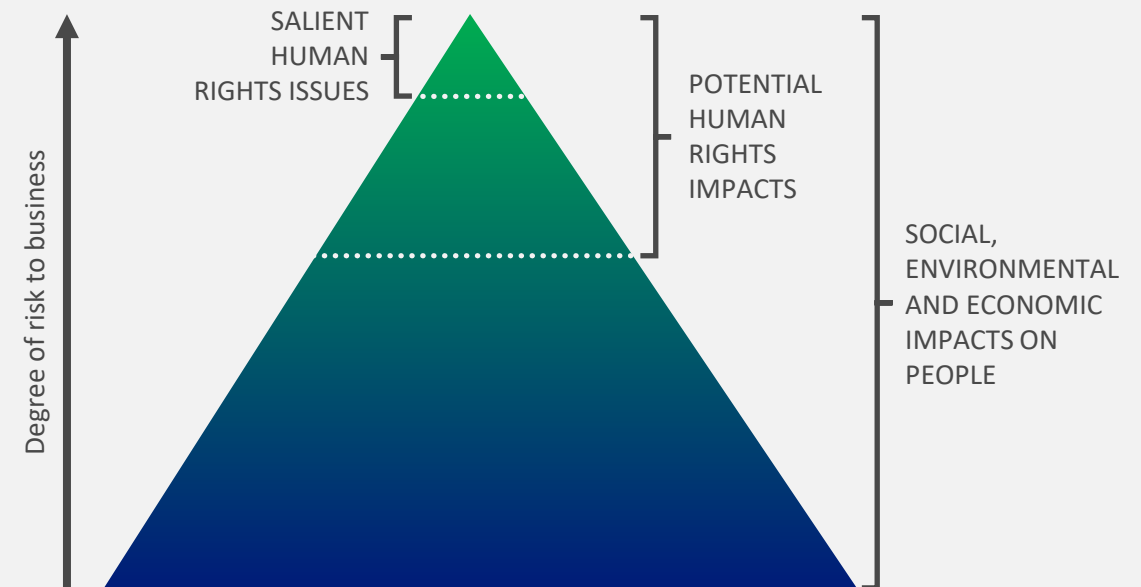 SALIENT
HUMAN
RIGHTS ISSUES
POTENTIAL
HUMAN
RIGHTS
IMPACTS
SOCIAL,
ENVIRONMENTAL
AND ECONOMIC
IMPACTS ON
PEOPLE
Degree of risk to business